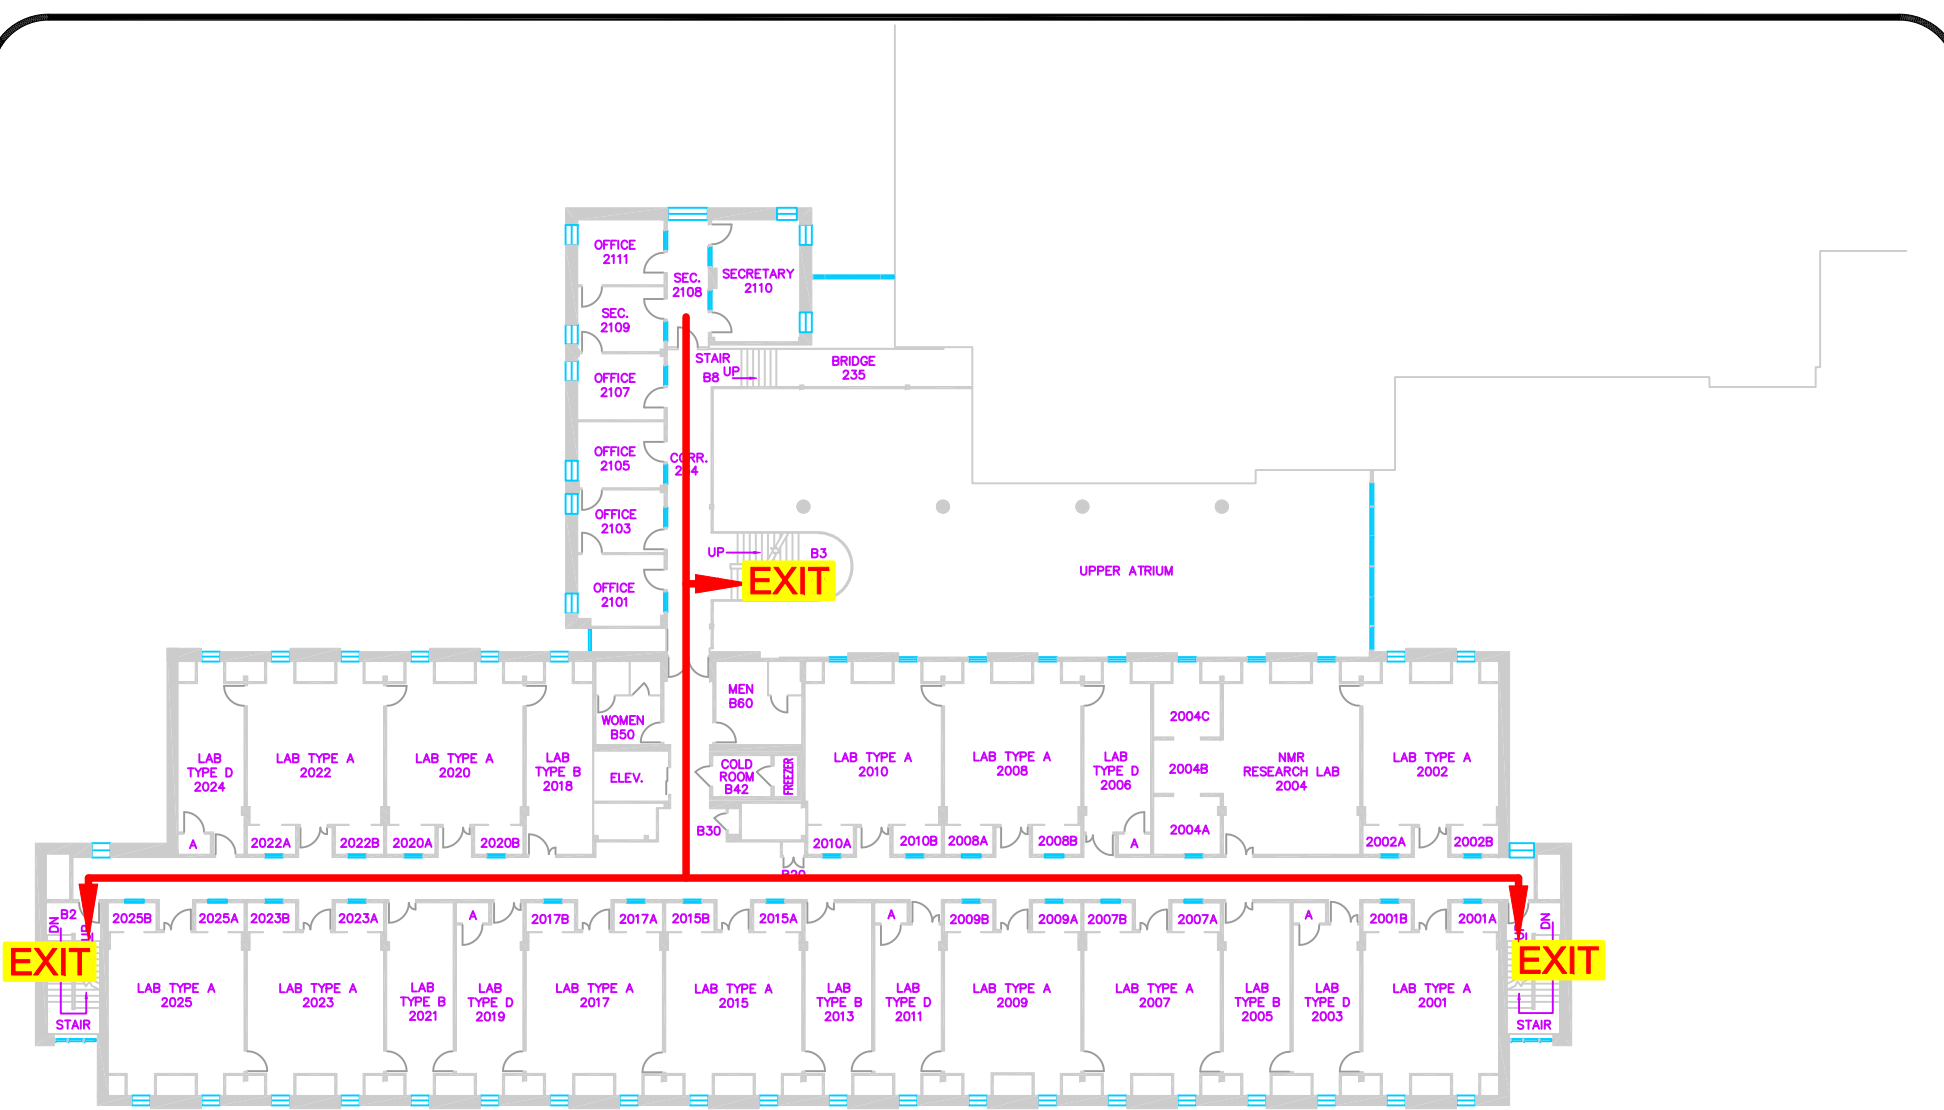 OFFICE
2111
SEC.
2108
SECRETARY
2110
SEC.
2109
STAIR
B8
UP
BRIDGE
235
OFFICE
2107
OFFICE
2105
CORR.
OFFICE
2103
UP
B3
EXIT
UPPER ATRIUM
OFFICE
2101
MEN
B60
WOMEN
B50
ELEV.
COLD
ROOM
B42
FREEZER
B30
LAB
TYPE D
2024
LAB TYPE A
2022
LAB TYPE A
2020
LAB
TYPE B
2018
LAB TYPE A
2010
LAB TYPE A
2008
LAB
TYPE D
2006
2004C
2004B
2004A
NMR
RESEARCH LAB
2004
LAB TYPE A
2002
A
2022A
2022B
2020A
2020B
2010A
2010B
2008A
2008B
A
2002A
2002B
DN
B2
UP
2025B
2025A
2023B
2023A
A
2017B
2017A
2015B
2015A
A
2009B
2009A
2007B
2007A
A
2001B
2001A
DN
EXIT
EXIT
LAB TYPE A
2025
LAB TYPE A
2023
LAB
TYPE B
2021
LAB
TYPE D
2019
LAB TYPE A
2017
LAB TYPE A
2015
LAB
TYPE B
2013
LAB
TYPE D
2011
LAB TYPE A
2009
LAB TYPE A
2007
LAB
TYPE B
2005
LAB
TYPE D
2003
LAB TYPE A
2001
STAIR
STAIR